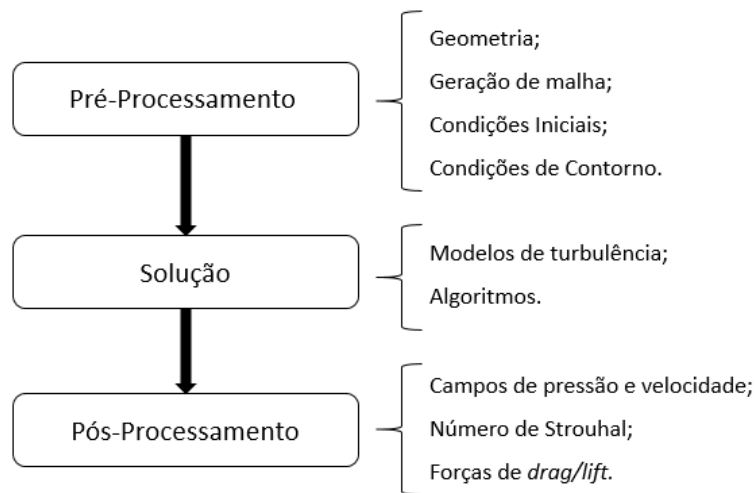 Pré-Processamento
Geometria;
Geração de malha;
Condições Iniciais;
Condições de Contorno.
Solução
Modelos de turbulência;
Algoritmos.
Pós-Processamento
Campos de pressão e velocidade;
Número de Strouhal;
Forças de drag/lift.